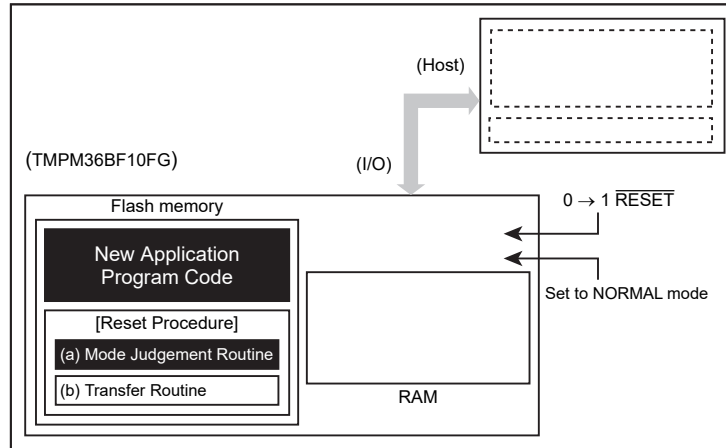 (Host)
(TMPM36BF10FG)
(I/O)
Flash memory
0 → 1 RESET
New Application
Program Code
Set to NORMAL mode
[Reset Procedure]
(a) Mode Judgement Routine
(b) Transfer Routine
RAM